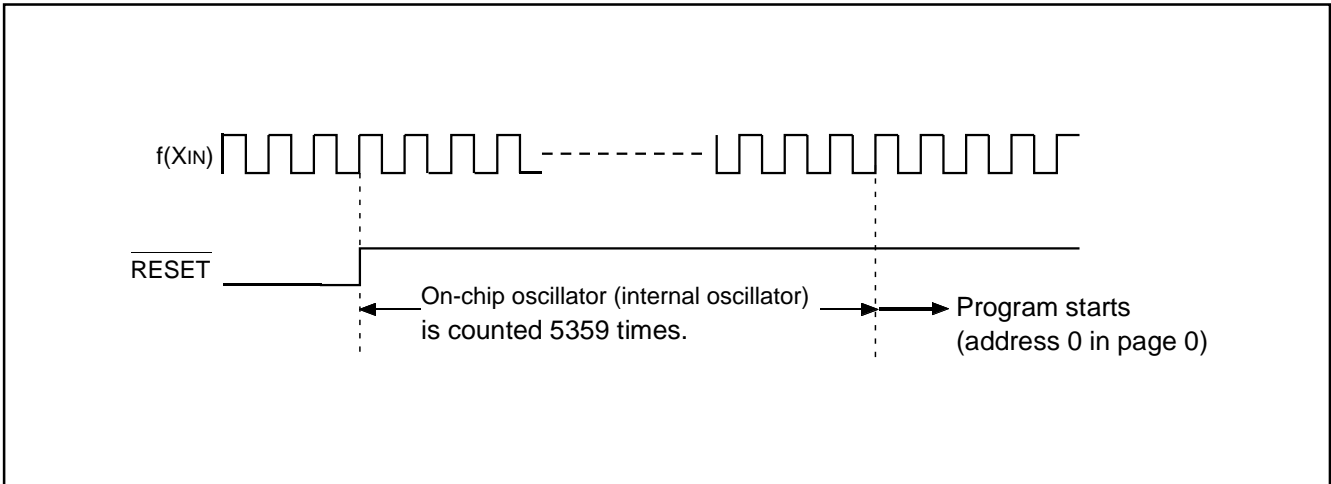 f(XIN)
RESET
On-chip oscillator (internal oscillator)
is counted 5359 times.
Program starts
(address 0 in page 0)